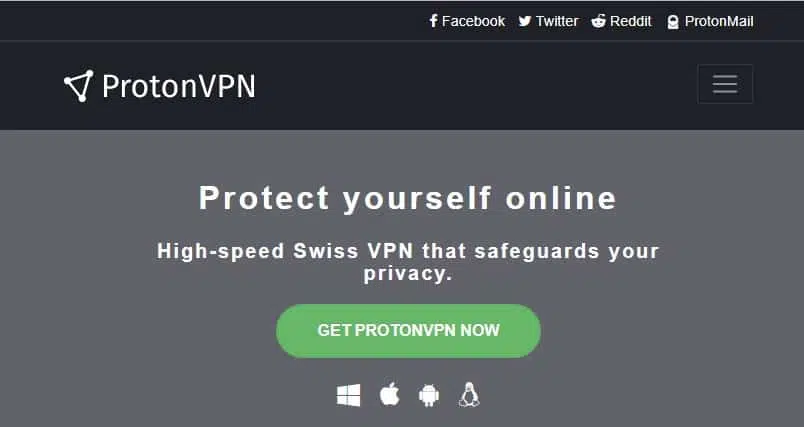 Facebook Twitter Reddit ProtonMail
ProtonVPN
Protect yourself online
High-speed Swiss VPN that safeguards your
privacy.
GET PROTONVPN NOW